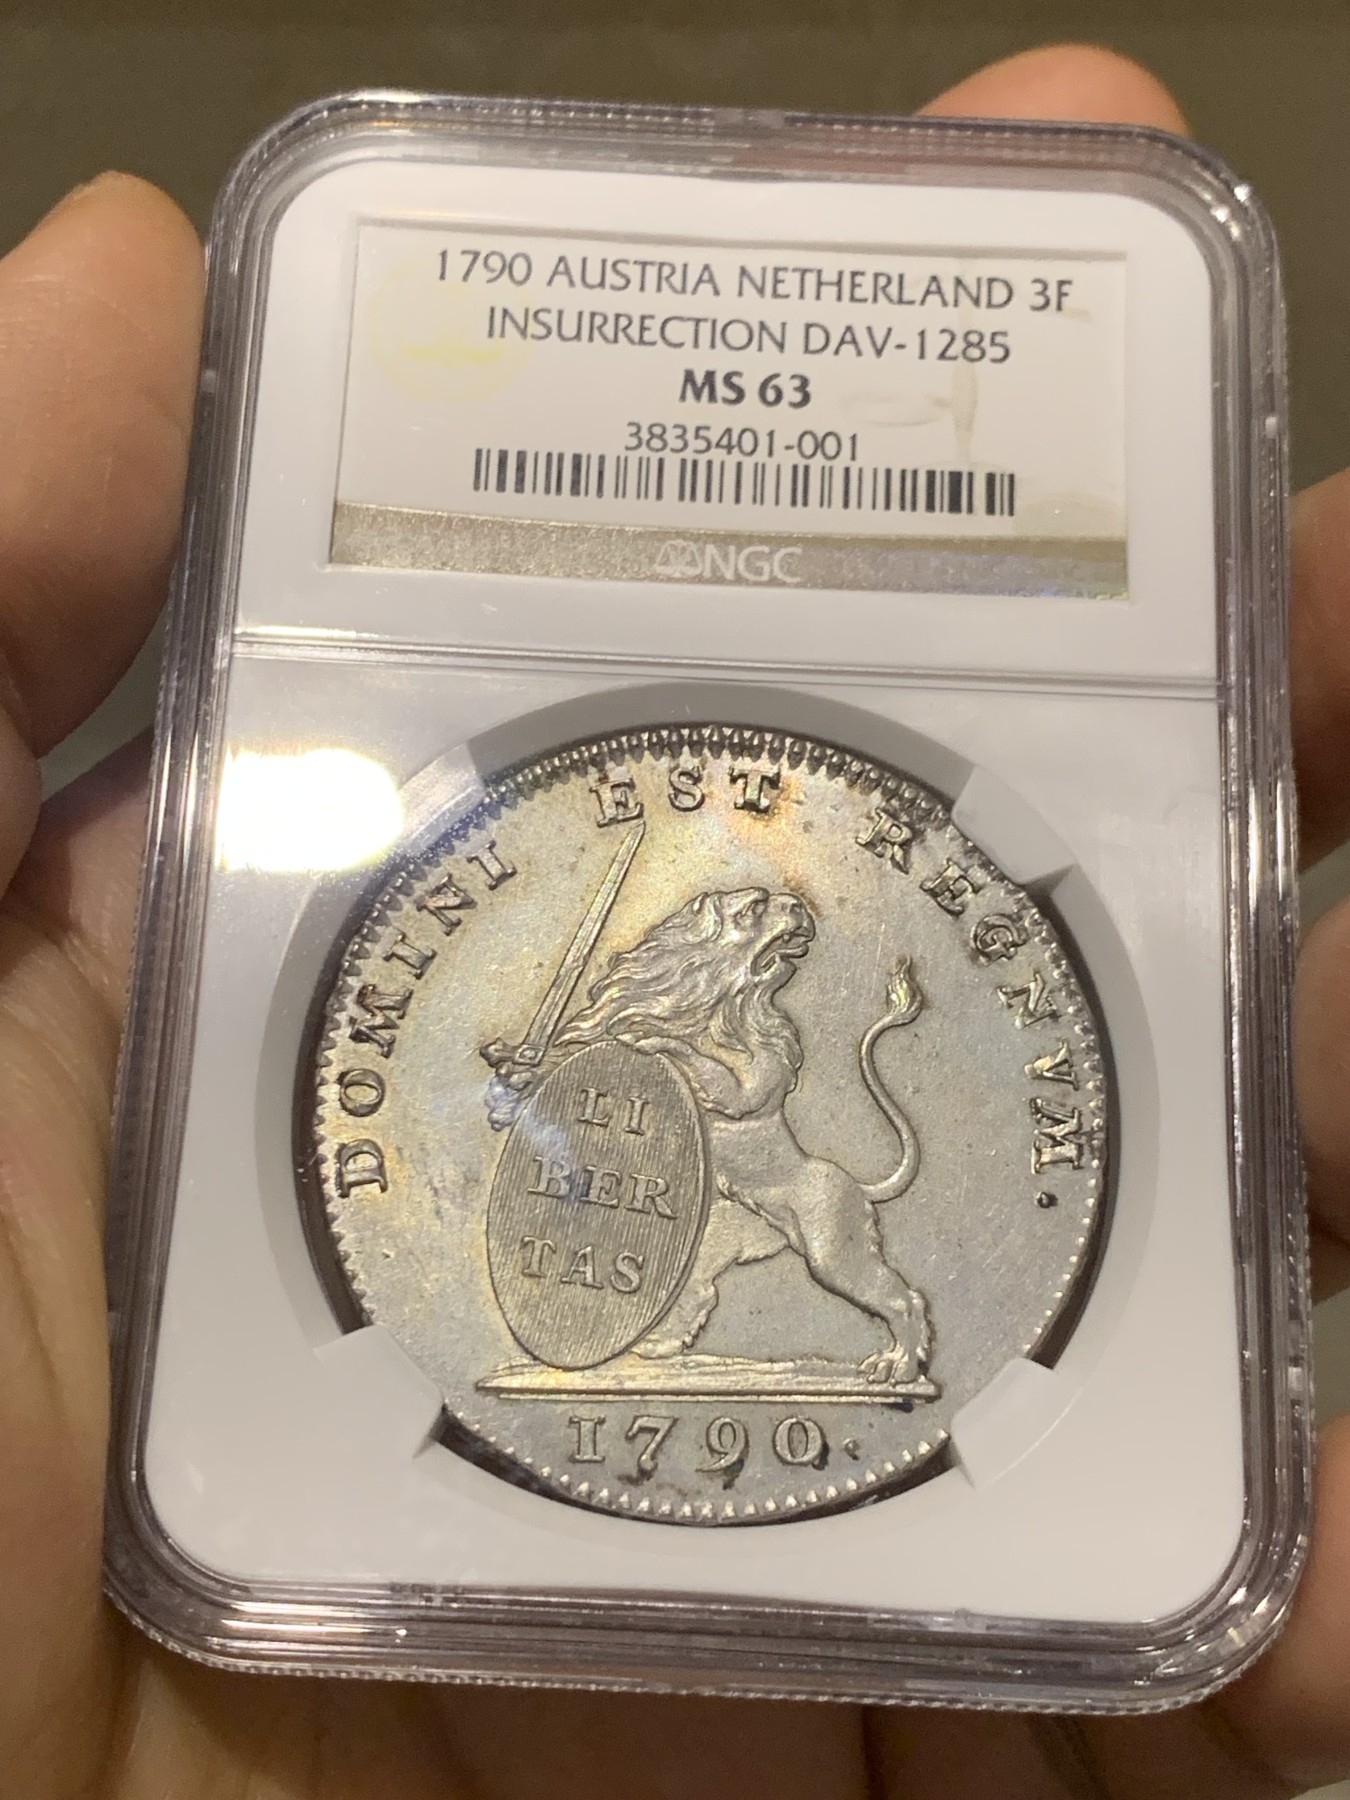 1790 AUSTRIA NETHERLAND 3F
INSURRECTION DAV-1285
MS 63
3835401-001
NGC
DOMINI EST REGNVM.
LI
BER
TAS
1790.